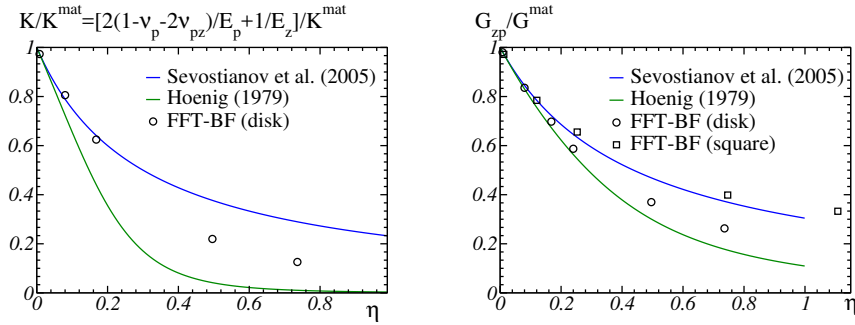 K/K^mat=[2(1-ν_p-2ν_pz)/E_p+1/E_z]/K^mat
1
0.8
0.6
0.4
0.2
0
0 0.2 0.4 0.6 0.8 η
Sevostianov et al. (2005)
Hoenig (1979)
FFT-BF (disk)
G_zp/G^mat
1
0.8
0.6
0.4
0.2
0
0 0.2 0.4 0.6 0.8 1 η
Sevostianov et al. (2005)
Hoenig (1979)
FFT-BF (disk)
FFT-BF (square)